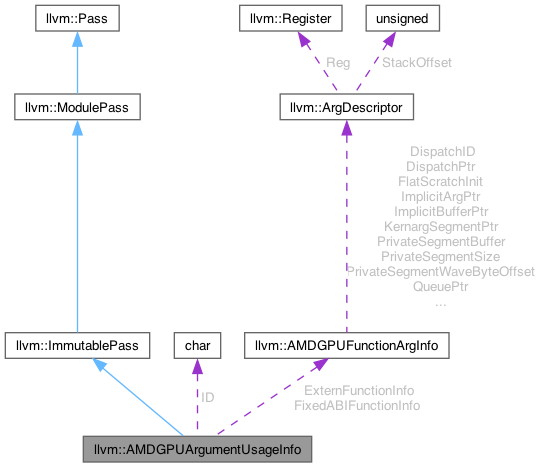 llvm::Pass
llvm::Register
unsigned
Reg
StackOffset
llvm::ModulePass
llvm::ArgDescriptor
DispatchID
DispatchPtr
FlatScratchInit
ImplicitArgPtr
ImplicitBufferPtr
KernargSegmentPtr
PrivateSegmentBuffer
PrivateSegmentSize
PrivateSegmentWaveByteOffset
QueuePtr
...
llvm::ImmutablePass
char
llvm::AMDGPUFunctionArgInfo
ID
ExternFunctionInfo
FixedABIFunctionInfo
llvm::AMDGPUArgumentUsageInfo